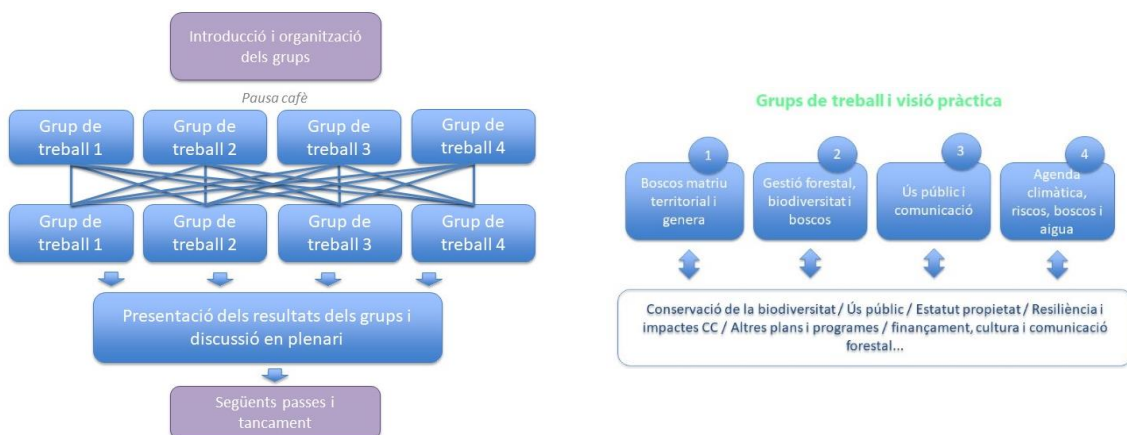 Introducció i organització
dels grups
Pausa cafè
Grup de
treball 1
Grup de
treball 2
Grup de
treball 3
Grup de
treball 4
Grup de
treball 1
Grup de
treball 2
Grup de
treball 3
Grup de
treball 4
Presentació dels resultats dels grups i
discussió en plenari
Següents passes i
tancament
Grups de treball i visió pràctica
1
Boscos matriu
territorial i
genera
2
Gestió forestal,
biodiversitat i
boscos
3
Ús públic i
comunicació
4
Agenda
climàtica,
riscos, boscos i
aigua
Conservació de la biodiversitat / Ús públic / Estatut propietat / Resiliència i
impactes CC / Altres plans i programes / finançament, cultura i comunicació
forestal...